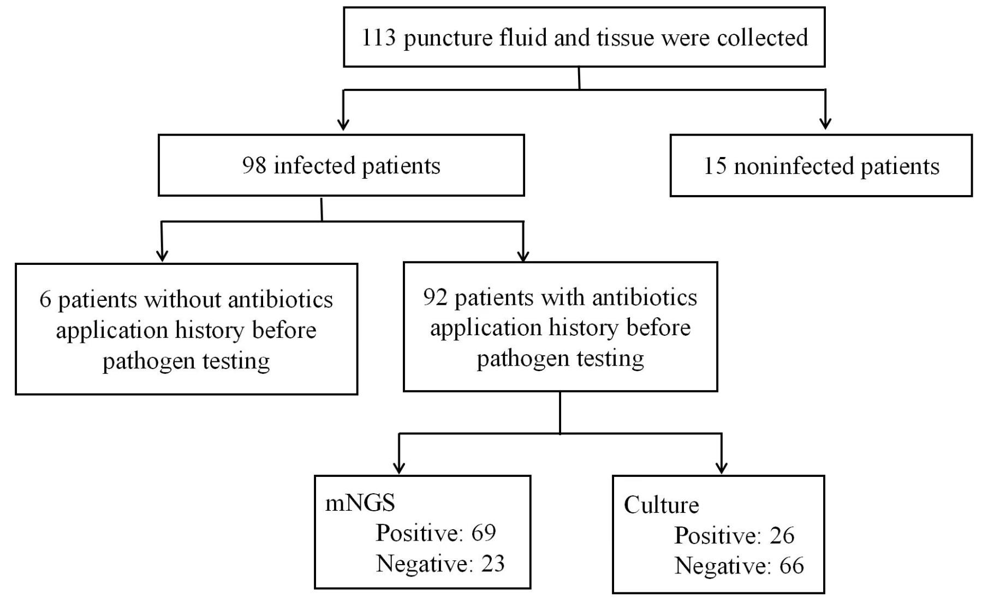 113 puncture fluid and tissue were collected
98 infected patients
15 noninfected patients
6 patients without antibiotics
application history before
pathogen testing
92 patients with antibiotics
application history before
pathogen testing
mNGS
Positive: 69
Negative: 23
Culture
Positive: 26
Negative: 66